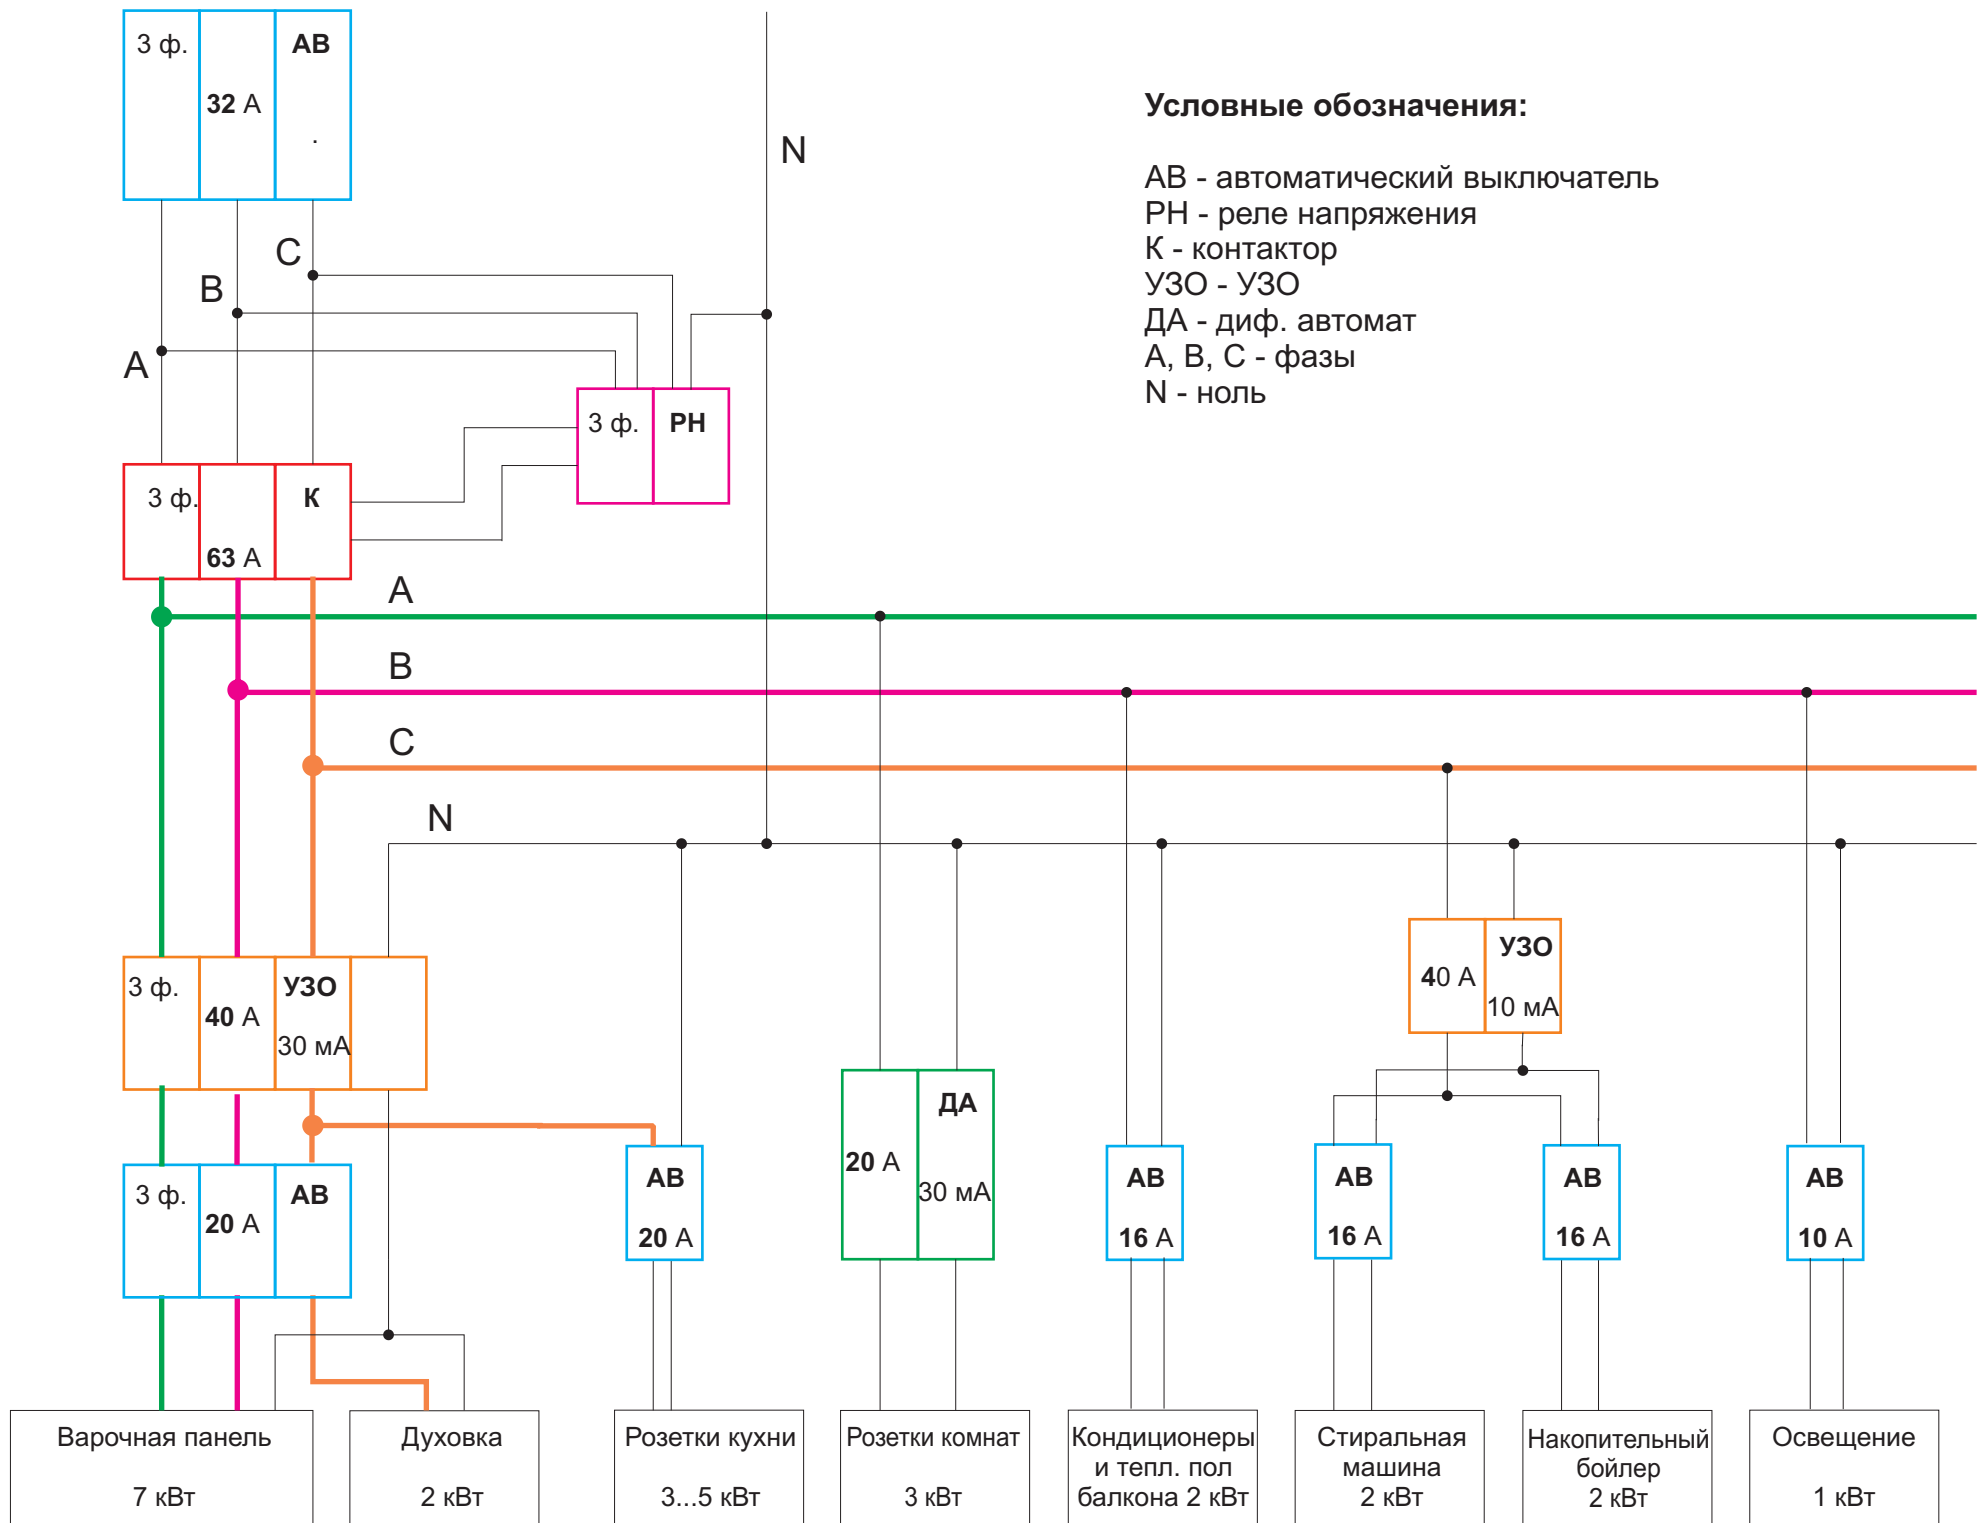 3 ф.
АВ
32 А
.
N
Условные обозначения:
АВ - автоматический выключатель
РН - реле напряжения
К - контактор
УЗО - УЗО
ДА - диф. автомат
А, В, С - фазы
N - ноль
C
B
A
3 ф.
РН
3 ф.
К
63 А
A
B
C
N
3 ф.
УЗО
40 А
30 мА
УЗО
40 А
10 мА
ДА
20 А
30 мА
3 ф.
АВ
20 А
АВ
20 А
АВ
16 А
АВ
16 А
АВ
16 А
АВ
10 А
Варочная панель
7 кВт
Духовка
2 кВт
Розетки кухни
3...5 кВт
Розетки комнат
3 кВт
Кондиционеры
и тепл. пол
балкона 2 кВт
Стиральная
машина
2 кВт
Накопительный
бойлер
2 кВт
Освещение
1 кВт